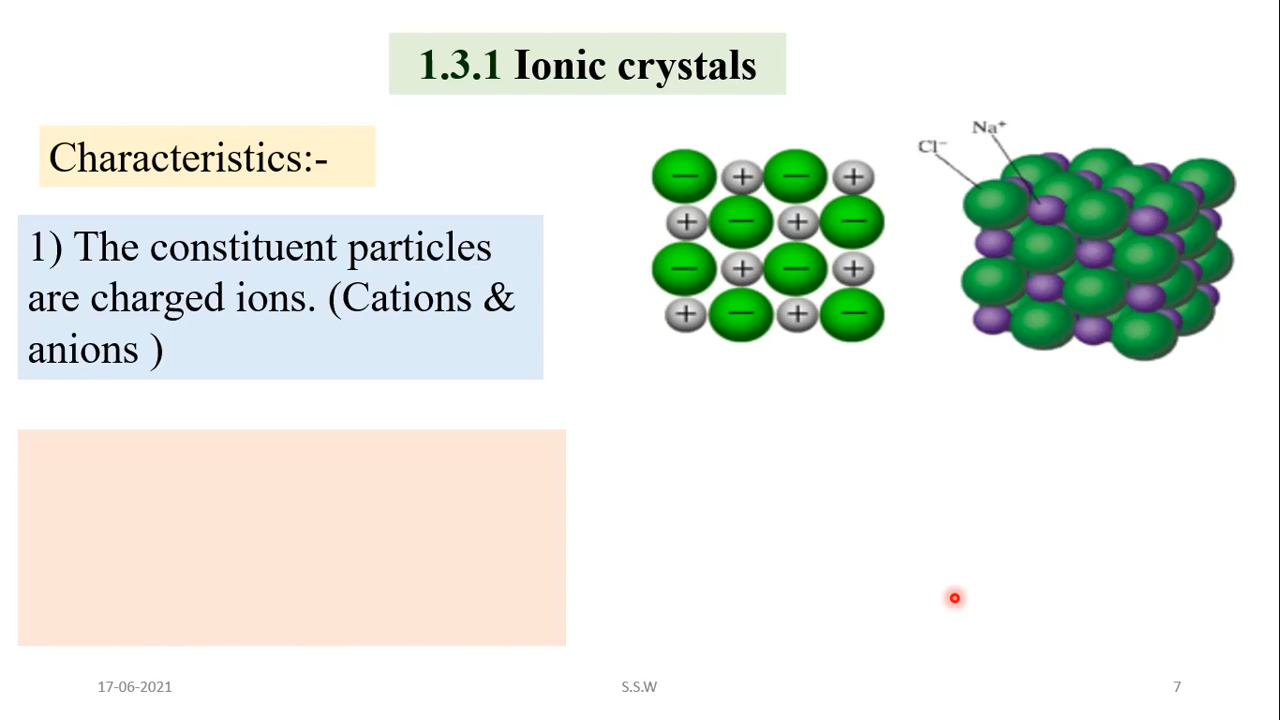 1.3.1 Ionic crystals
Characteristics:-
1) The constituent particles
are charged ions. (Cations &
anions )
− + − +
+ − + −
− + − +
+ − + −
Na⁺
Cl⁻
17-06-2021
S.S.W
7